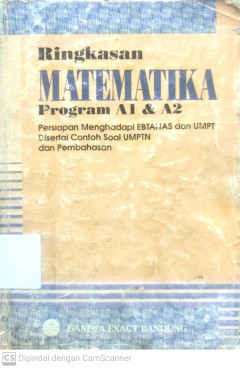 Ringkasan
MATEMATIKA
Program A1 & A2
Persiapan Menghadapi EBTANAS dan UMPT
Disertai Contoh Soal UMPTN
dan Pembahasan
GANECA EXACT BANDUNG
CS Dipindai dengan CamScanner